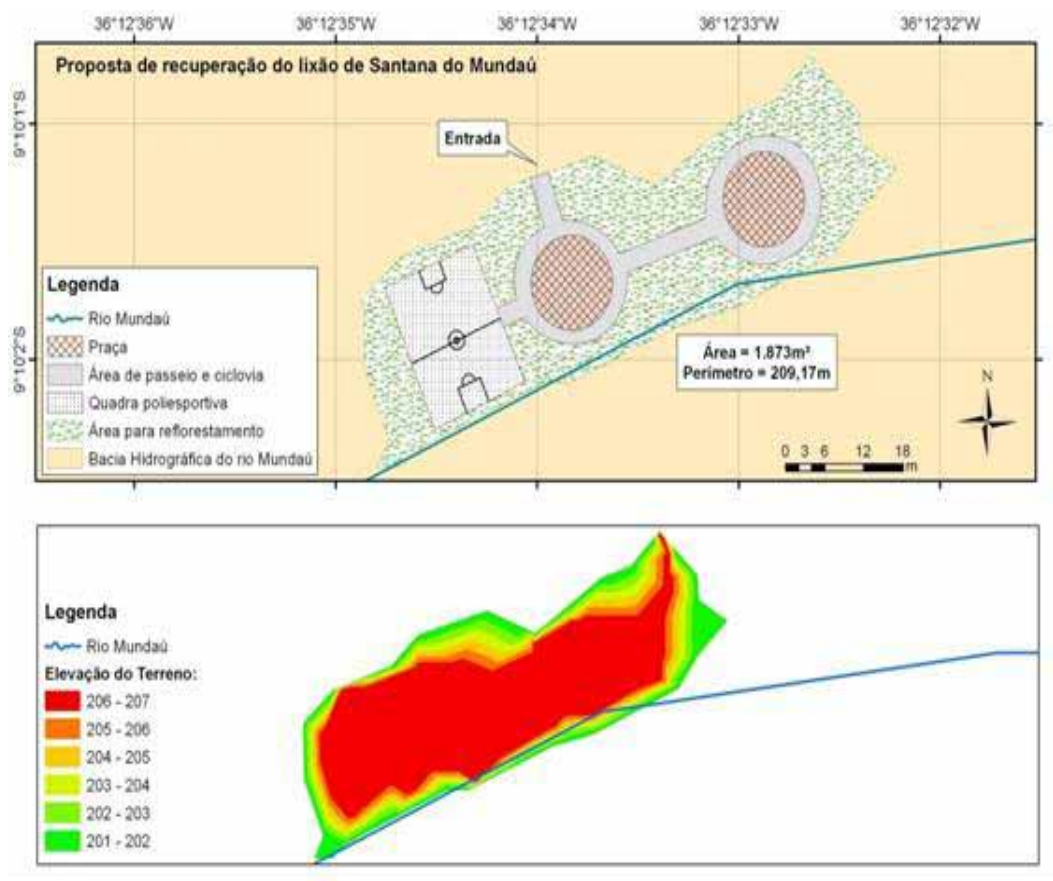 36°12'36"W 36°12'35"W 36°12'34"W 36°12'33"W 36°12'32"W
Proposta de recuperação do lixão de Santana do Mundaú
9°10'1"S
Entrada
Legenda
Rio Mundaú
Praça
Área de passeio e ciclovia
Quadra poliesportiva
Área para reflorestamento
Bacia Hidrográfica do rio Mundaú
9°10'2"S
Área = 1.873m²
Perímetro = 209,17m
N
0 3 6 12 18
m
Legenda
Rio Mundaú
Elevação do Terreno:
206 - 207
205 - 206
204 - 205
203 - 204
202 - 203
201 - 202